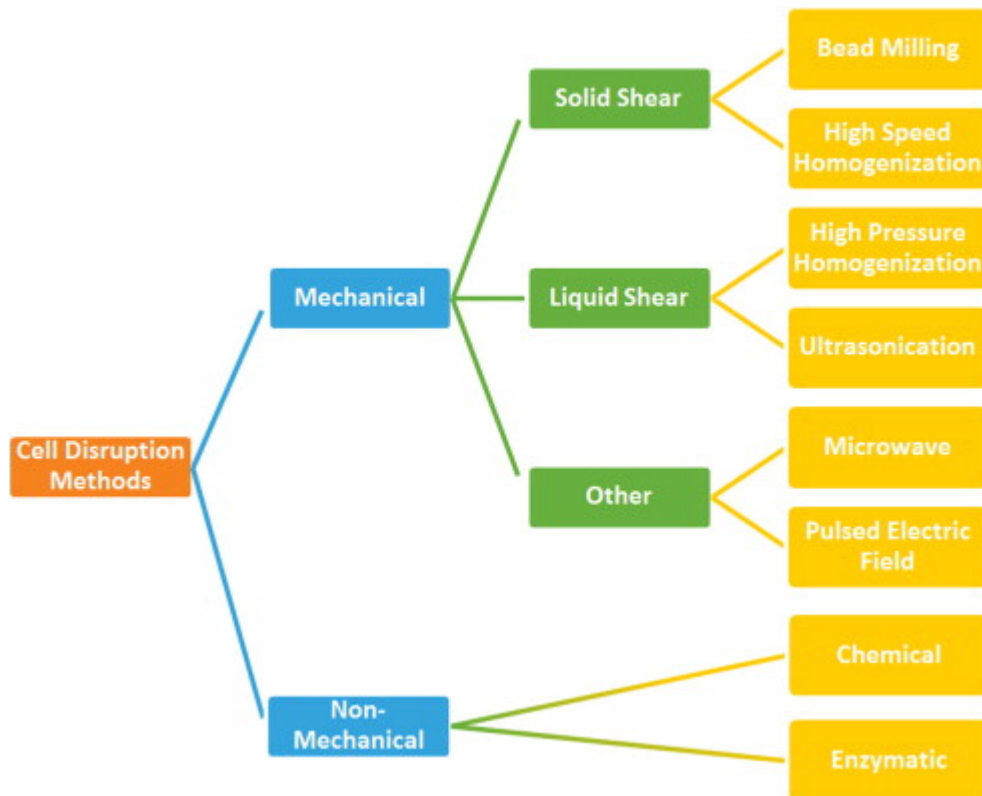 Bead Milling
Solid Shear
High Speed
Homogenization
High Pressure
Homogenization
Mechanical
Liquid Shear
Ultrasonication
Cell Disruption
Methods
Microwave
Other
Pulsed Electric
Field
Chemical
Non-
Mechanical
Enzymatic